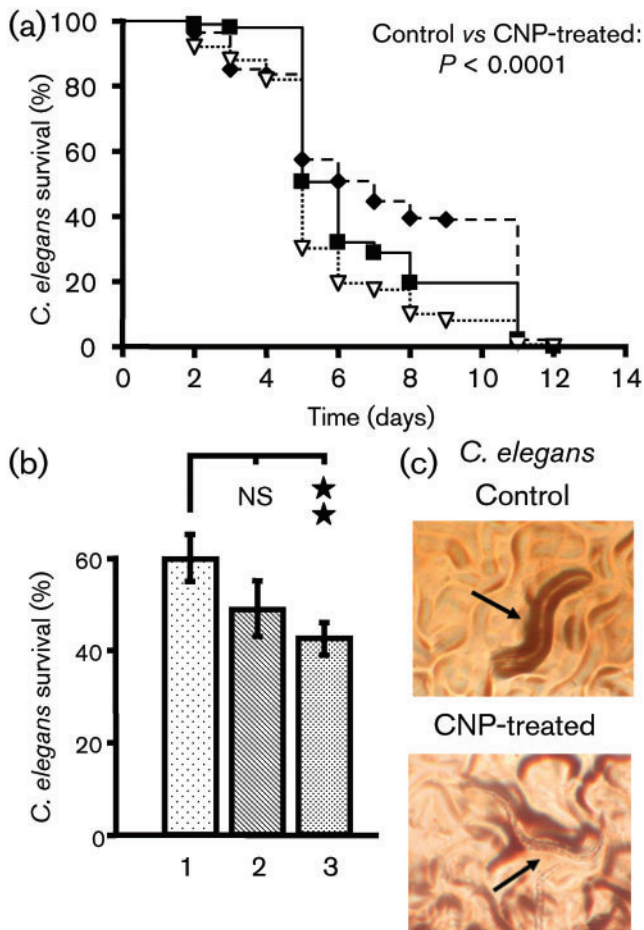 (a)
Control vs CNP-treated:
P < 0.0001
C. elegans survival (%)
100
80
60
40
20
0
0 2 4 6 8 10 12 14
Time (days)
(b)
NS
C. elegans survival (%)
60
40
20
0
1 2 3
(c) C. elegans
Control
CNP-treated